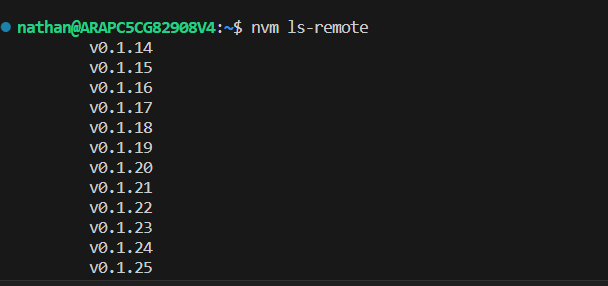 nathan@ARAPC5CG82908V4:~$ nvm ls-remote
v0.1.14
v0.1.15
v0.1.16
v0.1.17
v0.1.18
v0.1.19
v0.1.20
v0.1.21
v0.1.22
v0.1.23
v0.1.24
v0.1.25